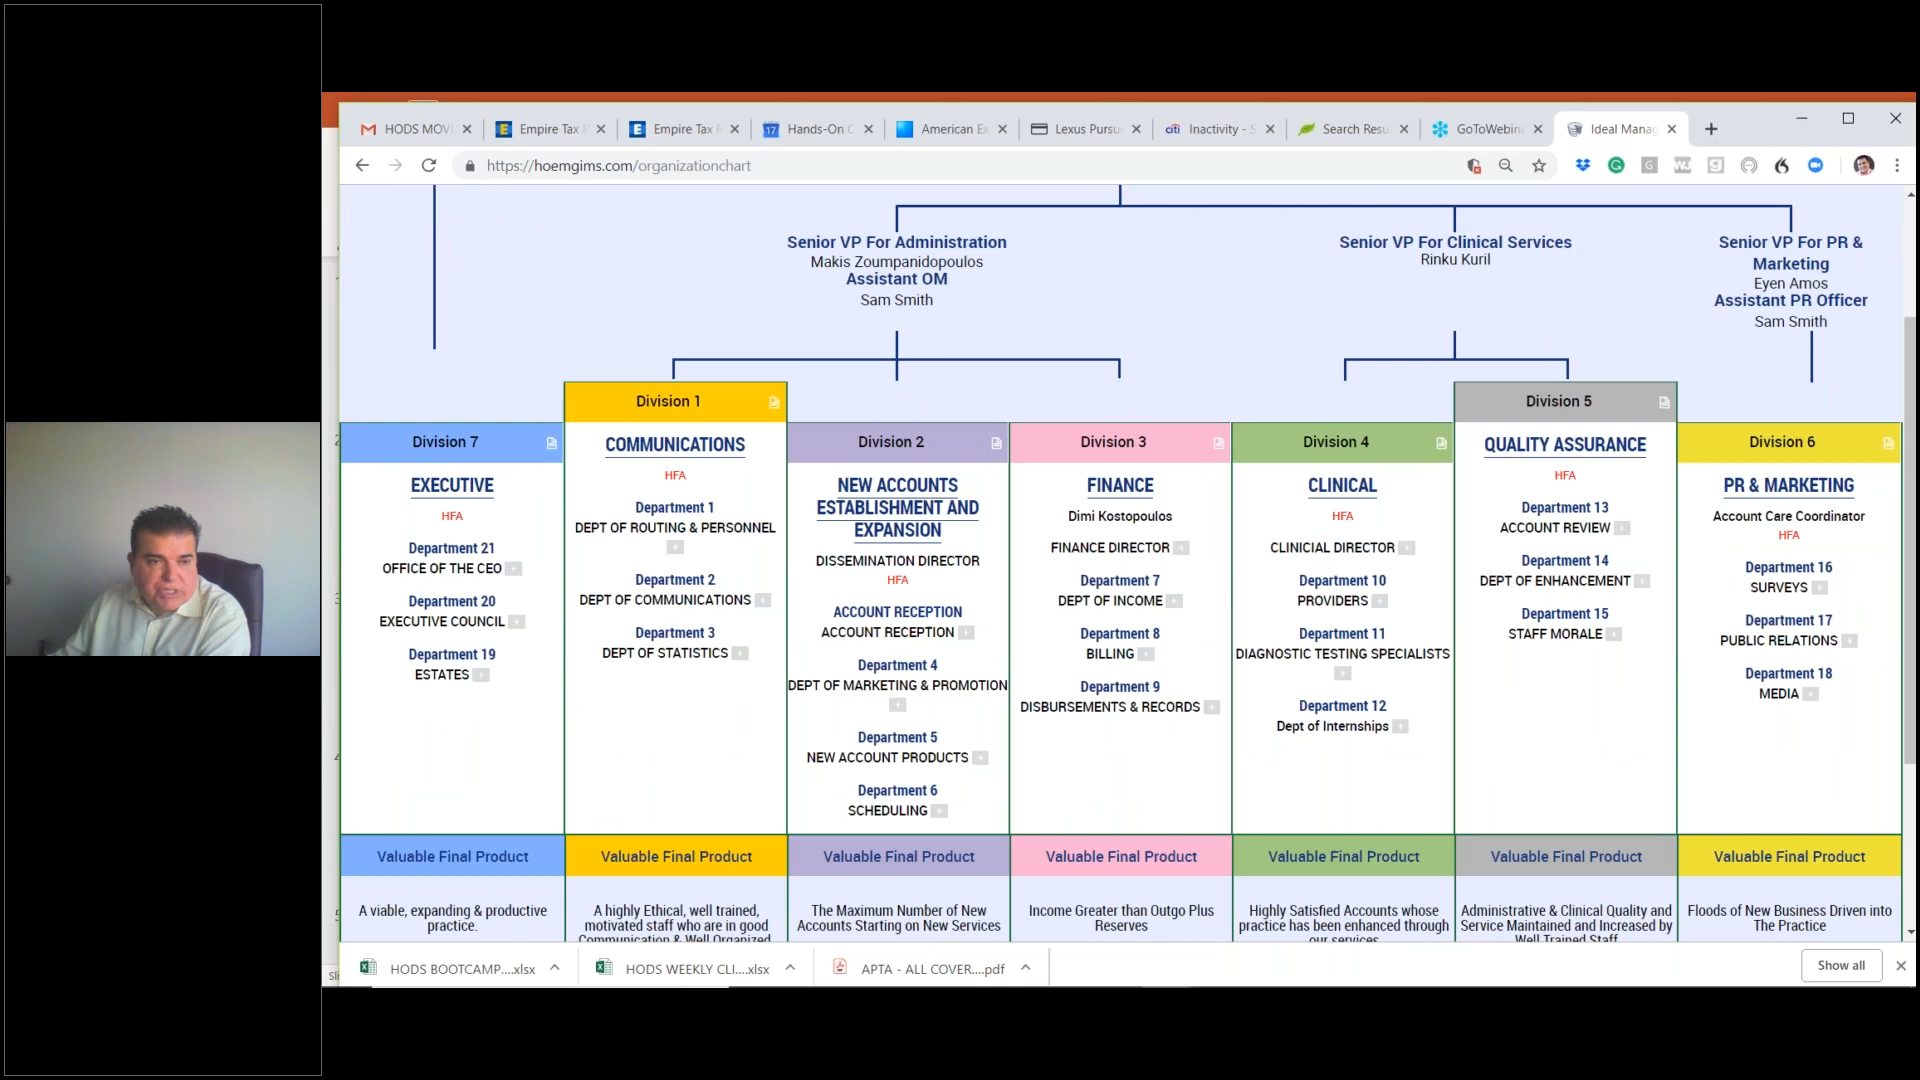 HODS MOV
Empire Tax
Empire Tax
17 Hands-On C
American Ex
Lexus Pursu
citi Inactivity - S
Search Resu
GoToWebin
Ideal Manag
https://hoemgims.com/organizationchart
Senior VP For Administration
Makis Zoumpanidopoulos
Assistant OM
Sam Smith
Senior VP For Clinical Services
Rinku Kuril
Senior VP For PR &
Marketing
Eyen Amos
Assistant PR Officer
Sam Smith
Division 7
EXECUTIVE
HFA
Department 21
OFFICE OF THE CEO +
Department 20
EXECUTIVE COUNCIL +
Department 19
ESTATES +
Valuable Final Product
A viable, expanding & productive
practice.
Division 1
COMMUNICATIONS
HFA
Department 1
DEPT OF ROUTING & PERSONNEL
+
Department 2
DEPT OF COMMUNICATIONS +
Department 3
DEPT OF STATISTICS +
Valuable Final Product
A highly Ethical, well trained,
motivated staff who are in good
Communication & Well Organized
Division 2
NEW ACCOUNTS
ESTABLISHMENT AND
EXPANSION
DISSEMINATION DIRECTOR
HFA
ACCOUNT RECEPTION
ACCOUNT RECEPTION +
Department 4
DEPT OF MARKETING & PROMOTION
+
Department 5
NEW ACCOUNT PRODUCTS +
Department 6
SCHEDULING +
Valuable Final Product
The Maximum Number of New
Accounts Starting on New Services
Division 3
FINANCE
Dimi Kostopoulos
FINANCE DIRECTOR +
Department 7
DEPT OF INCOME +
Department 8
BILLING +
Department 9
DISBURSEMENTS & RECORDS +
Valuable Final Product
Income Greater than Outgo Plus
Reserves
Division 4
CLINICAL
HFA
CLINICIAL DIRECTOR +
Department 10
PROVIDERS +
Department 11
DIAGNOSTIC TESTING SPECIALISTS
+
Department 12
Dept of Internships +
Valuable Final Product
Highly Satisfied Accounts whose
practice has been enhanced through
our services
Division 5
QUALITY ASSURANCE
HFA
Department 13
ACCOUNT REVIEW +
Department 14
DEPT OF ENHANCEMENT +
Department 15
STAFF MORALE +
Valuable Final Product
Administrative & Clinical Quality and
Service Maintained and Increased by
Well Trained Staff
Division 6
PR & MARKETING
Account Care Coordinator
HFA
Department 16
SURVEYS +
Department 17
PUBLIC RELATIONS +
Department 18
MEDIA +
Valuable Final Product
Floods of New Business Driven into
The Practice
HODS BOOTCAMP....xlsx
HODS WEEKLY CLI....xlsx
APTA - ALL COVER....pdf
Show all